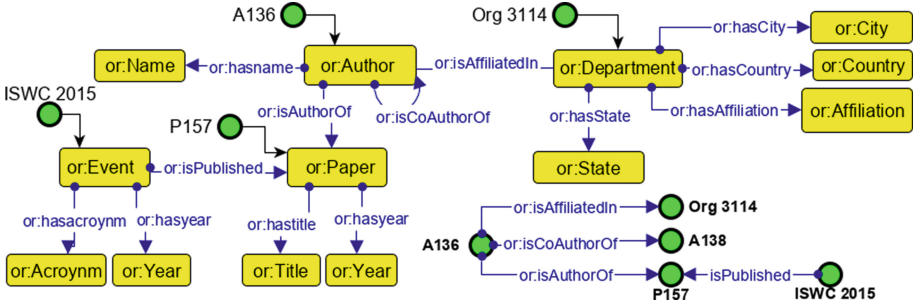 A136
Org 3114
or:hasCity
or:City
or:Name
or:hasname
or:Author
or:isAffiliatedIn
or:Department
or:hasCountry
or:Country
ISWC 2015
or:isAuthorOf
or:isCoAuthorOf
or:hasState
or:hasAffiliation
or:Affiliation
P157
or:Event
or:isPublished
or:Paper
or:State
or:hasacroynm
or:hasyear
or:hastitle
or:hasyear
or:isAffiliatedIn
Org 3114
A136
or:isCoAuthorOf
A138
or:Acroynm
or:Year
or:Title
or:Year
or:isAuthorOf
isPublished
P157
ISWC 2015